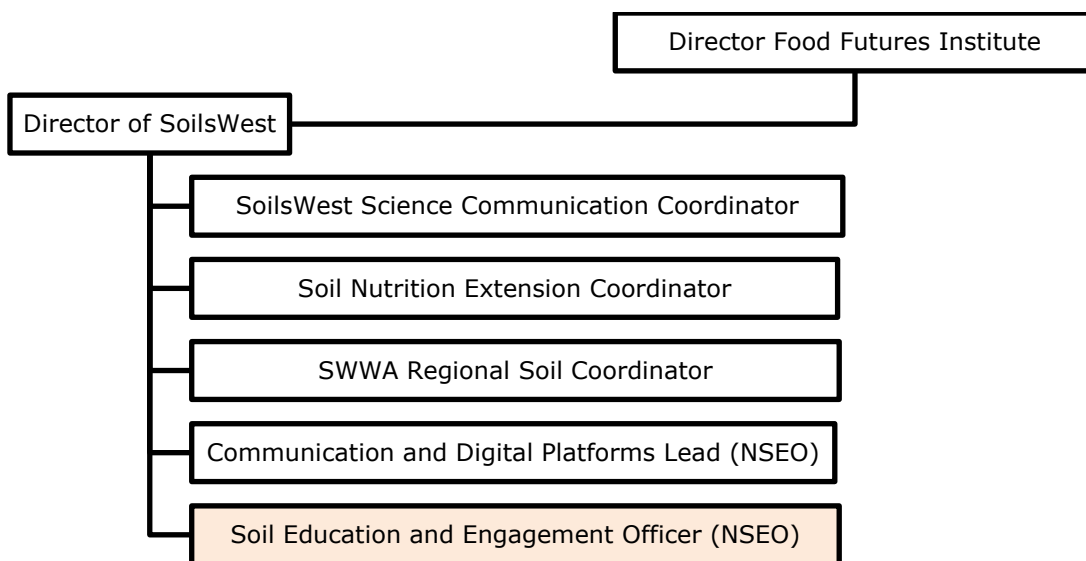 Director Food Futures Institute
Director of SoilsWest
SoilsWest Science Communication Coordinator
Soil Nutrition Extension Coordinator
SWWA Regional Soil Coordinator
Communication and Digital Platforms Lead (NSEO)
Soil Education and Engagement Officer (NSEO)